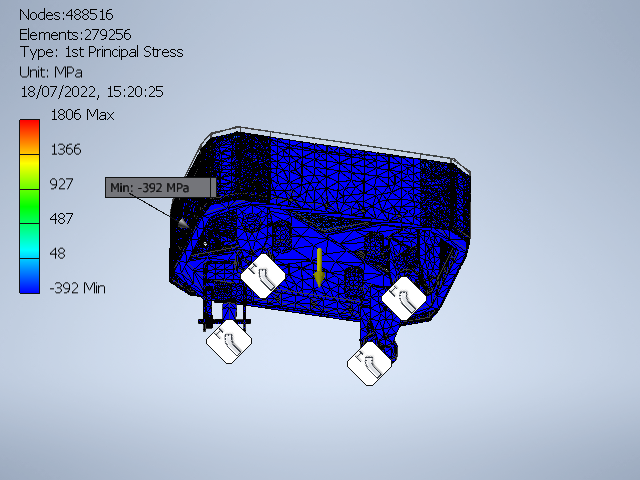 Nodes:488516
Elements:279256
Type: 1st Principal Stress
Unit: MPa
18/07/2022, 15:20:25
1806 Max
1366
927
487
48
-392 Min
Min: -392 MPa